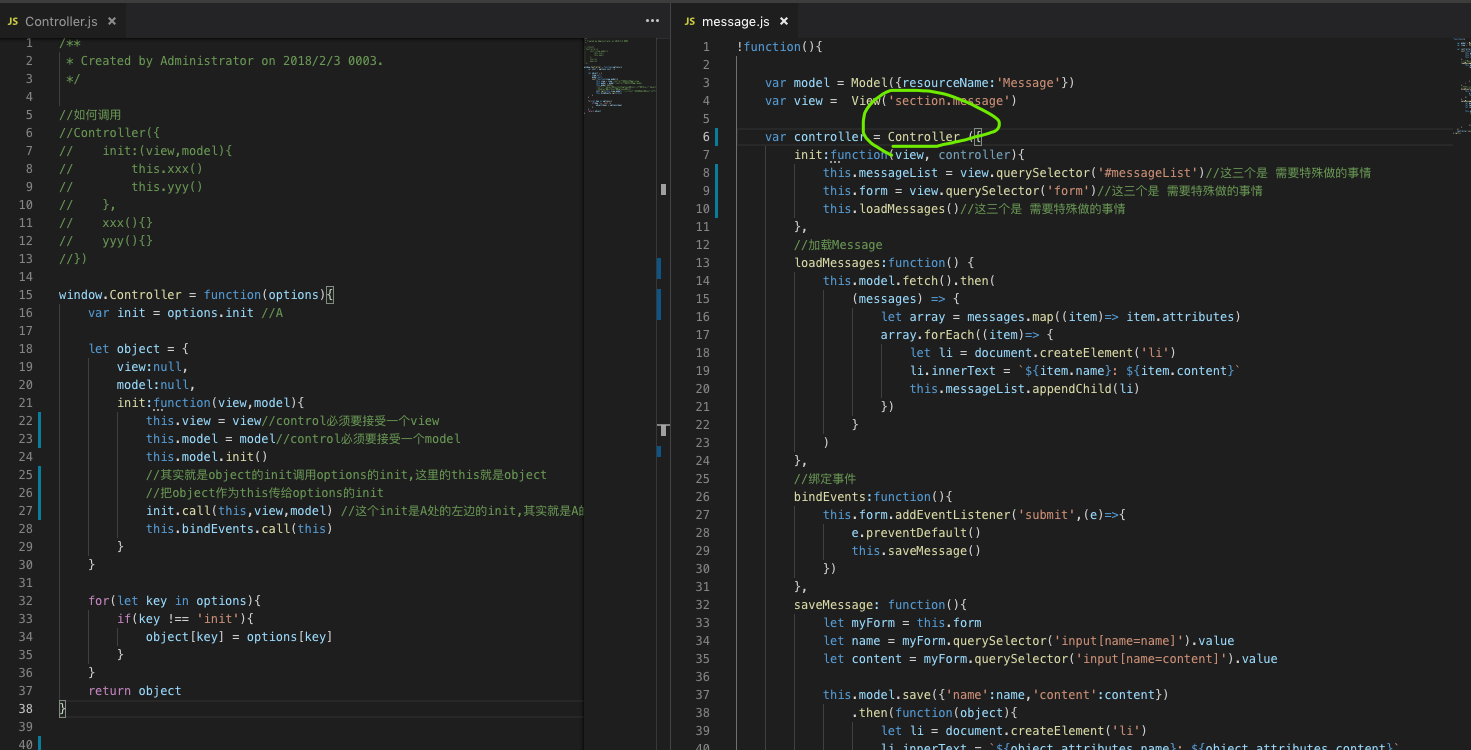 JS Controller.js ×
1 /**
2 * Created by Administrator on 2018/2/3 0003.
3 */
4
5 //如何调用
6 //Controller({
7 // init:(view,model){
8 // this.xxx()
9 // this.yyy()
10 // },
11 // xxx(){}
12 // yyy(){}
13 //})
14
15 window.Controller = function(options){
16 var init = options.init //A
17
18 let object = {
19 view:null,
20 model:null,
21 init:function(view,model){
22 this.view = view//control必须要接受一个view
23 this.model = model//control必须要接受一个model
24 this.model.init()
25 //其实就是object的init调用options的init,这里的this就是object
26 //把object作为this传给options的init
27 init.call(this,view,model) //这个init是A处的左边的init,其实就是A的
28 this.bindEvents.call(this)
29 }
30 }
31
32 for(let key in options){
33 if(key !== 'init'){
34 object[key] = options[key]
35 }
36 }
37 return object
38 }
39
40
JS message.js ×
1 !function(){
2
3 var model = Model({resourceName:'Message'})
4 var view = View('section.message')
5
6 var controller = Controller ({
7 init:function(view, controller){
8 this.messageList = view.querySelector('#messageList')//这三个是 需要特殊做的事情
9 this.form = view.querySelector('form')//这三个是 需要特殊做的事情
10 this.loadMessages()//这三个是 需要特殊做的事情
11 },
12 //加载Message
13 loadMessages:function() {
14 this.model.fetch().then(
15 (messages) => {
16 let array = messages.map((item)=> item.attributes)
17 array.forEach((item)=> {
18 let li = document.createElement('li')
19 li.innerText = `${item.name}: ${item.content}`
20 this.messageList.appendChild(li)
21 })
22 }
23 )
24 },
25 //绑定事件
26 bindEvents:function(){
27 this.form.addEventListener('submit',(e)=>{
28 e.preventDefault()
29 this.saveMessage()
30 })
31 },
32 saveMessage: function(){
33 let myForm = this.form
34 let name = myForm.querySelector('input[name=name]').value
35 let content = myForm.querySelector('input[name=content]').value
36
37 this.model.save({'name':name,'content':content})
38 .then(function(object){
39 let li = document.createElement('li')
40 li.innerText = `${object.attributes.name}: ${object.attributes.content}`